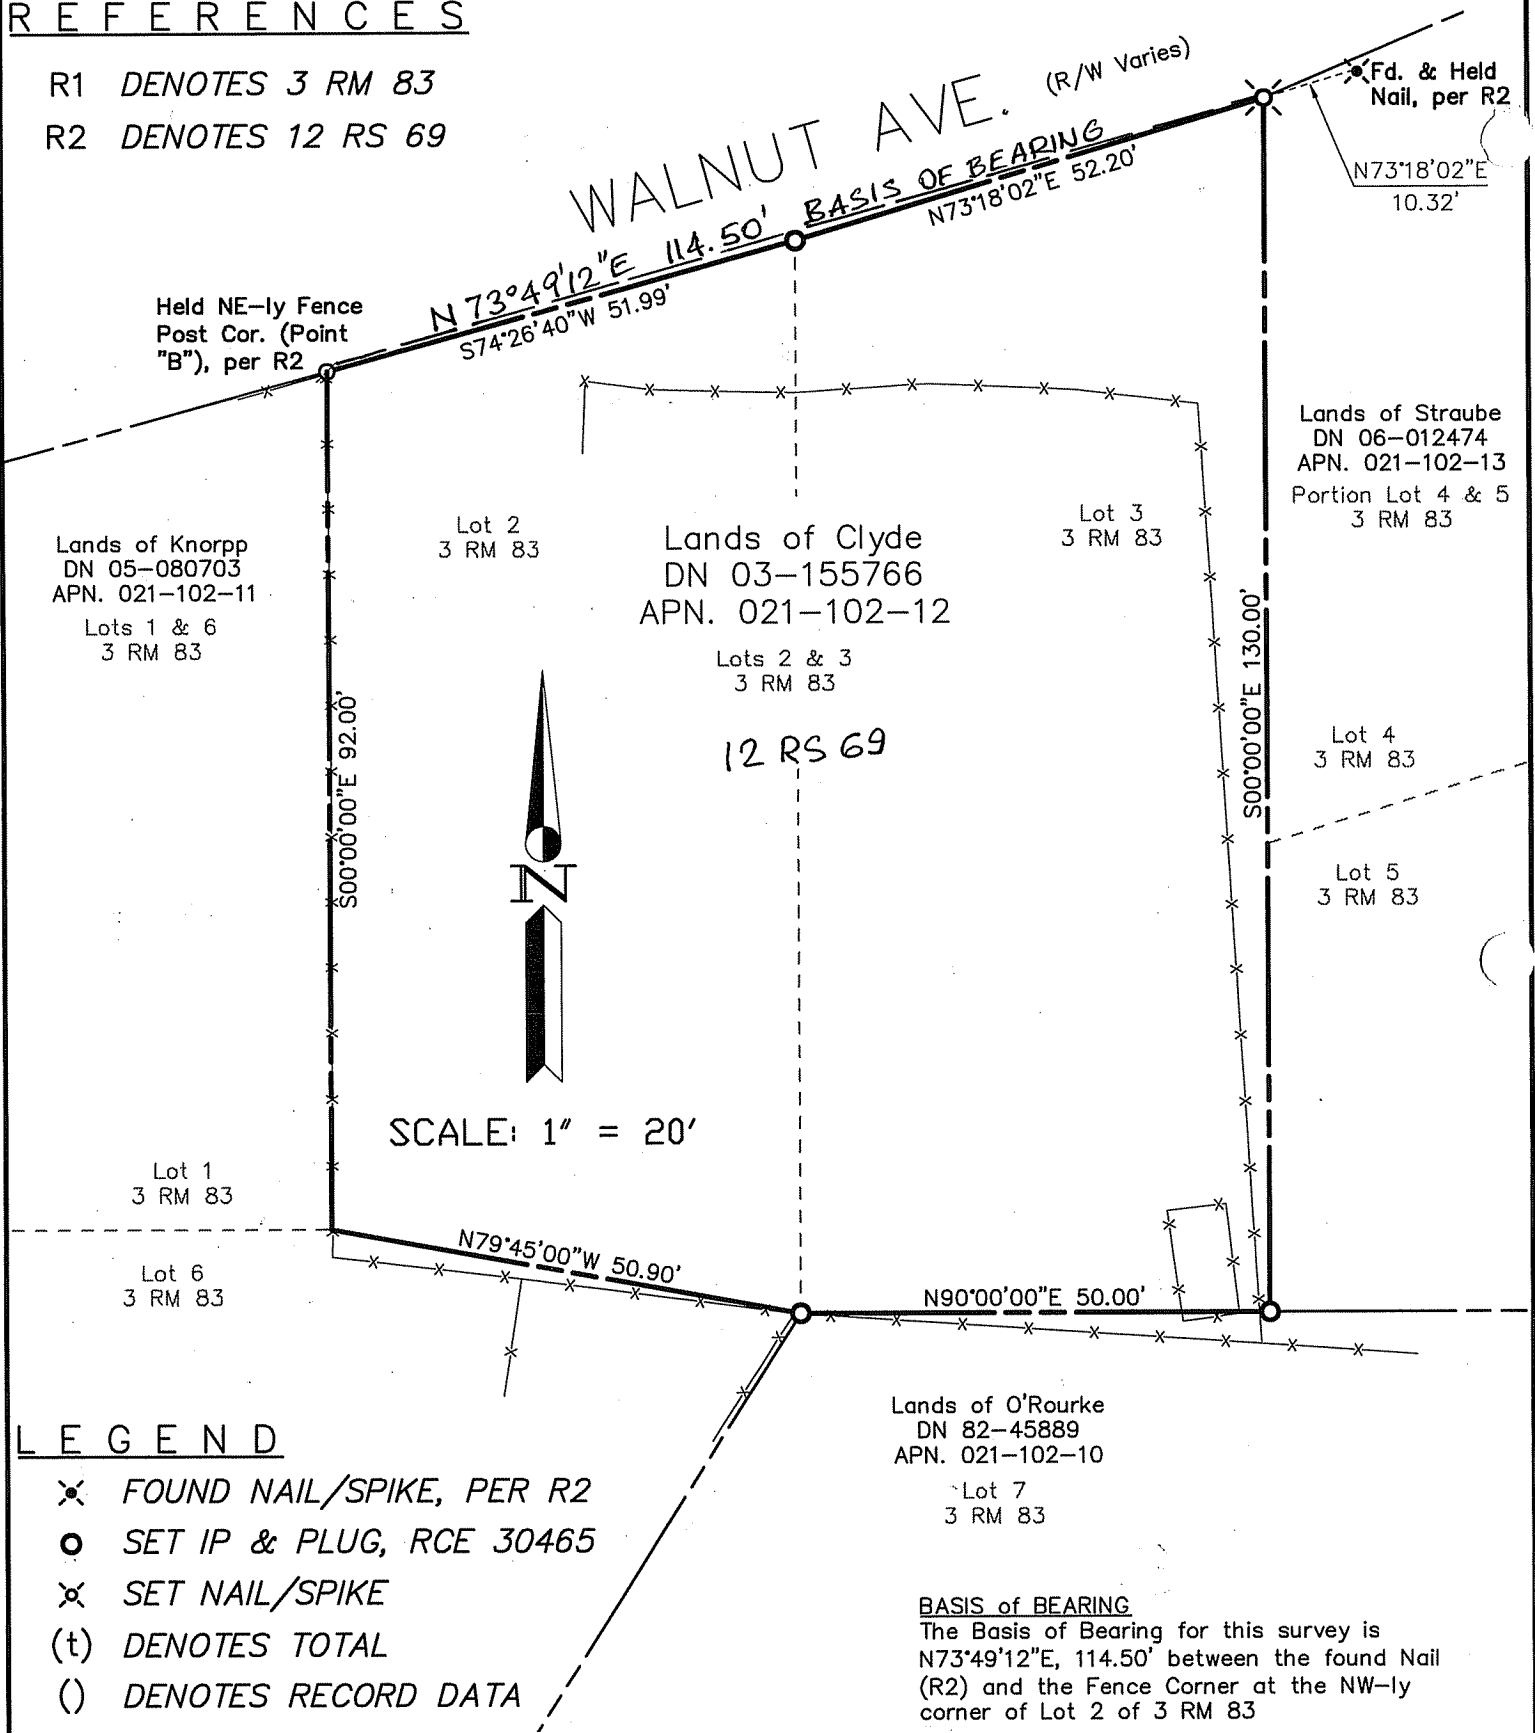 REFERENCES
R1 DENOTES 3 RM 83
R2 DENOTES 12 RS 69
WALNUT AVE. (R/W Varies)
Fd. & Held
Nail, per R2
N73°18'02"E
10.32'
BASIS OF BEARING
N73°18'02"E 52.20'
N 73°49'12"E 114.50'
S74°26'40"W 51.99'
Held NE-ly Fence
Post Cor. (Point
"B"), per R2
Lands of Straube
DN 06-012474
APN. 021-102-13
Portion Lot 4 & 5
3 RM 83
Lot 2
3 RM 83
Lot 3
3 RM 83
Lands of Clyde
DN 03-155766
APN. 021-102-12
Lots 2 & 3
3 RM 83
12 RS 69
Lands of Knorpp
DN 05-080703
APN. 021-102-11
Lots 1 & 6
3 RM 83
S00°00'00"E 92.00'
S00°00'00"E 130.00'
Lot 4
3 RM 83
Lot 5
3 RM 83
N
SCALE: 1" = 20'
Lot 1
3 RM 83
Lot 6
3 RM 83
N79°45'00"W 50.90'
N90°00'00"E 50.00'
Lands of O'Rourke
DN 82-45889
APN. 021-102-10
Lot 7
3 RM 83
LEGEND
FOUND NAIL/SPIKE, PER R2
SET IP & PLUG, RCE 30465
SET NAIL/SPIKE
(t) DENOTES TOTAL
() DENOTES RECORD DATA
BASIS of BEARING
The Basis of Bearing for this survey is
N73°49'12"E, 114.50' between the found Nail
(R2) and the Fence Corner at the NW-ly
corner of Lot 2 of 3 RM 83